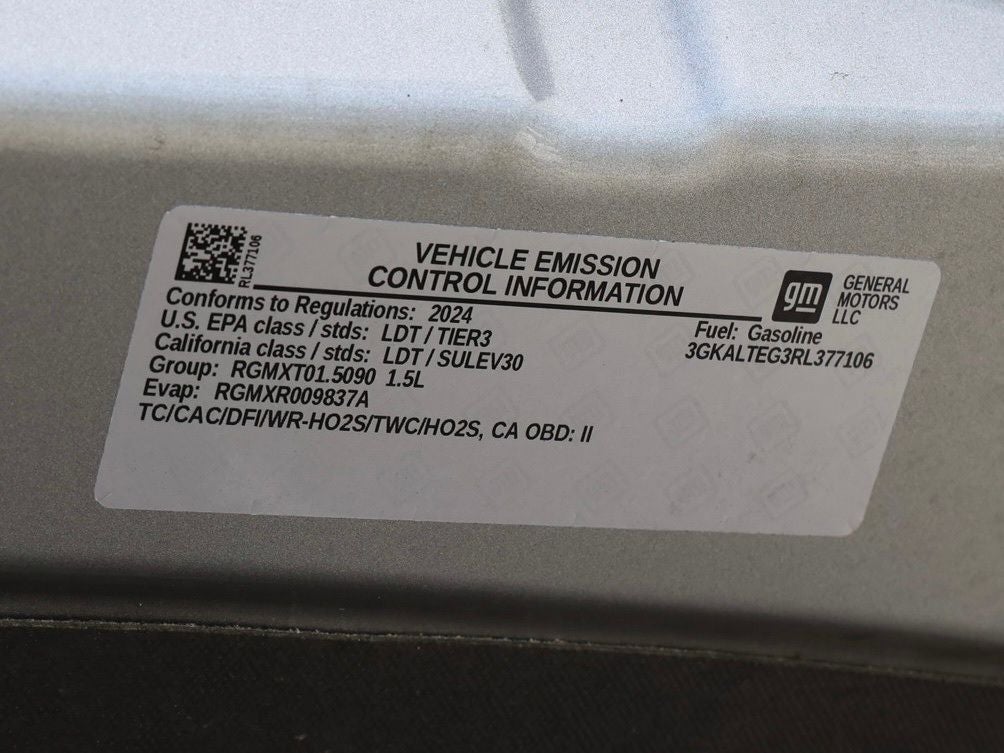 RL377106
VEHICLE EMISSION
CONTROL INFORMATION
gm
GENERAL
MOTORS
LLC
Conforms to Regulations: 2024
U.S. EPA class / stds: LDT / TIER3
California class / stds: LDT / SULEV30
Group: RGMXT01.5090 1.5L
Evap: RGMXR009837A
TC/CAC/DFI/WR-HO2S/TWC/HO2S, CA OBD: II
Fuel: Gasoline
3GKALTEG3RL377106